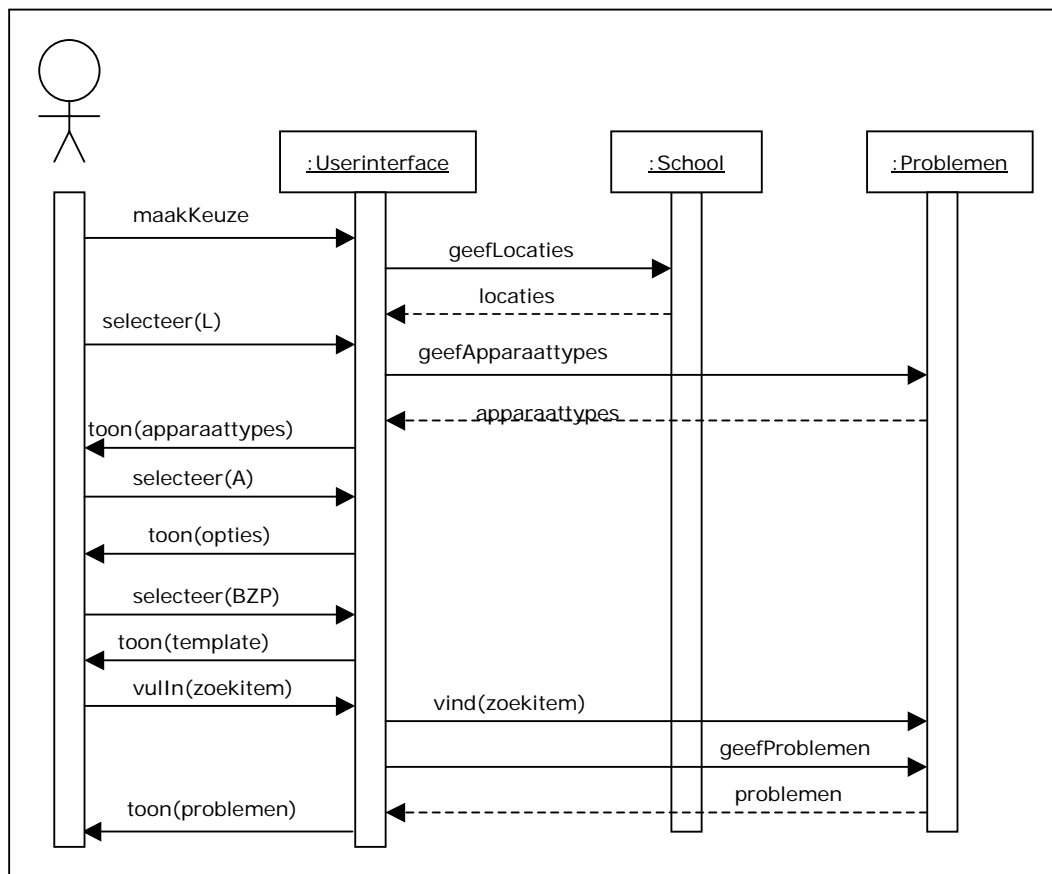 :Userinterface
:School
:Problemen
maakKeuze
geefLocaties
locaties
selecteer(L)
geefApparaattypes
apparaattypes
toon(apparaattypes)
selecteer(A)
toon(opties)
selecteer(BZP)
toon(template)
vulIn(zoekitem)
vind(zoekitem)
geefProblemen
problemen
toon(problemen)